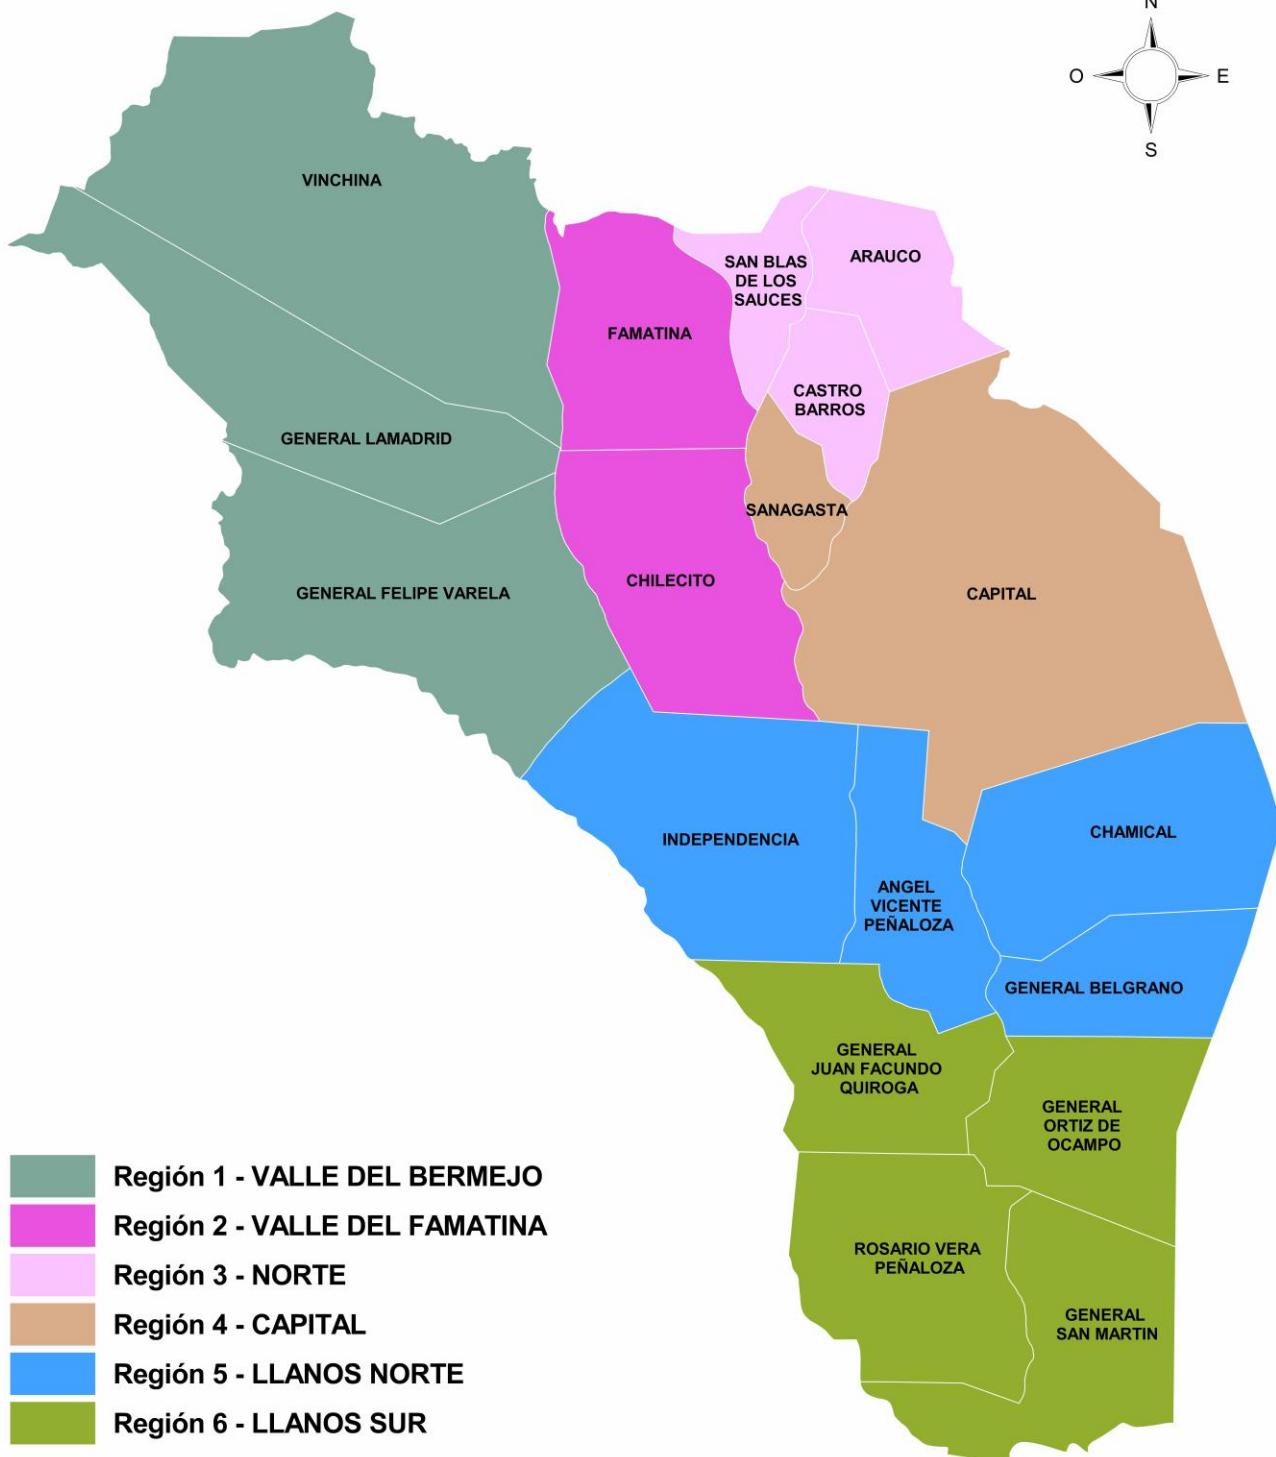 N
O
E
S
VINCHINA
SAN BLAS
DE LOS
SAUCES
ARAUCO
FAMATINA
CASTRO
BARROS
GENERAL LAMADRID
SANAGASTA
CHILECITO
GENERAL FELIPE VARELA
CAPITAL
INDEPENDENCIA
CHAMICAL
ANGEL
VICENTE
PEÑALOZA
GENERAL BELGRANO
GENERAL
JUAN FACUNDO
QUIROGA
GENERAL
ORTIZ DE
OCAMPO
ROSARIO VERA
PEÑALOZA
GENERAL
SAN MARTIN
Región 1 - VALLE DEL BERMEJO
Región 2 - VALLE DEL FAMATINA
Región 3 - NORTE
Región 4 - CAPITAL
Región 5 - LLANOS NORTE
Región 6 - LLANOS SUR